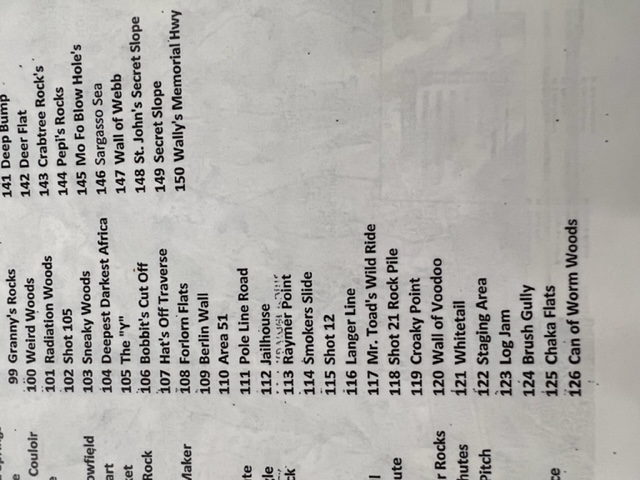 Couloir
owfield
art
ket
Rock
Maker
ute
gle
ck
l
ute
r Rocks
hutes
Pitch
ce
99 Granny's Rocks
100 Weird Woods
101 Radiation Woods
102 Shot 105
103 Sneaky Woods
104 Deepest Darkest Africa
105 The "Y"
106 Bobbit's Cut Off
107 Hat's Off Traverse
108 Forlorn Flats
109 Berlin Wall
110 Area 51
111 Pole Line Road
112 Jailhouse
113 Raymer Point
114 Smokers Slide
115 Shot 12
116 Langer Line
117 Mr. Toad's Wild Ride
118 Shot 21 Rock Pile
119 Croaky Point
120 Wall of Voodoo
121 Whitetail
122 Staging Area
123 Log Jam
124 Brush Gully
125 Chaka Flats
126 Can of Worm Woods
141 Deep Bump
142 Deer Flat
143 Crabtree Rock's
144 Pepi's Rocks
145 Mo Fo Blow Hole's
146 Sargasso Sea
147 Wall of Webb
148 St. John's Secret Slope
149 Secret Slope
150 Wally's Memorial Hwy